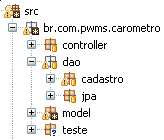 src
br.com.pwms.carometro
controller
dao
cadastro
jpa
model
teste